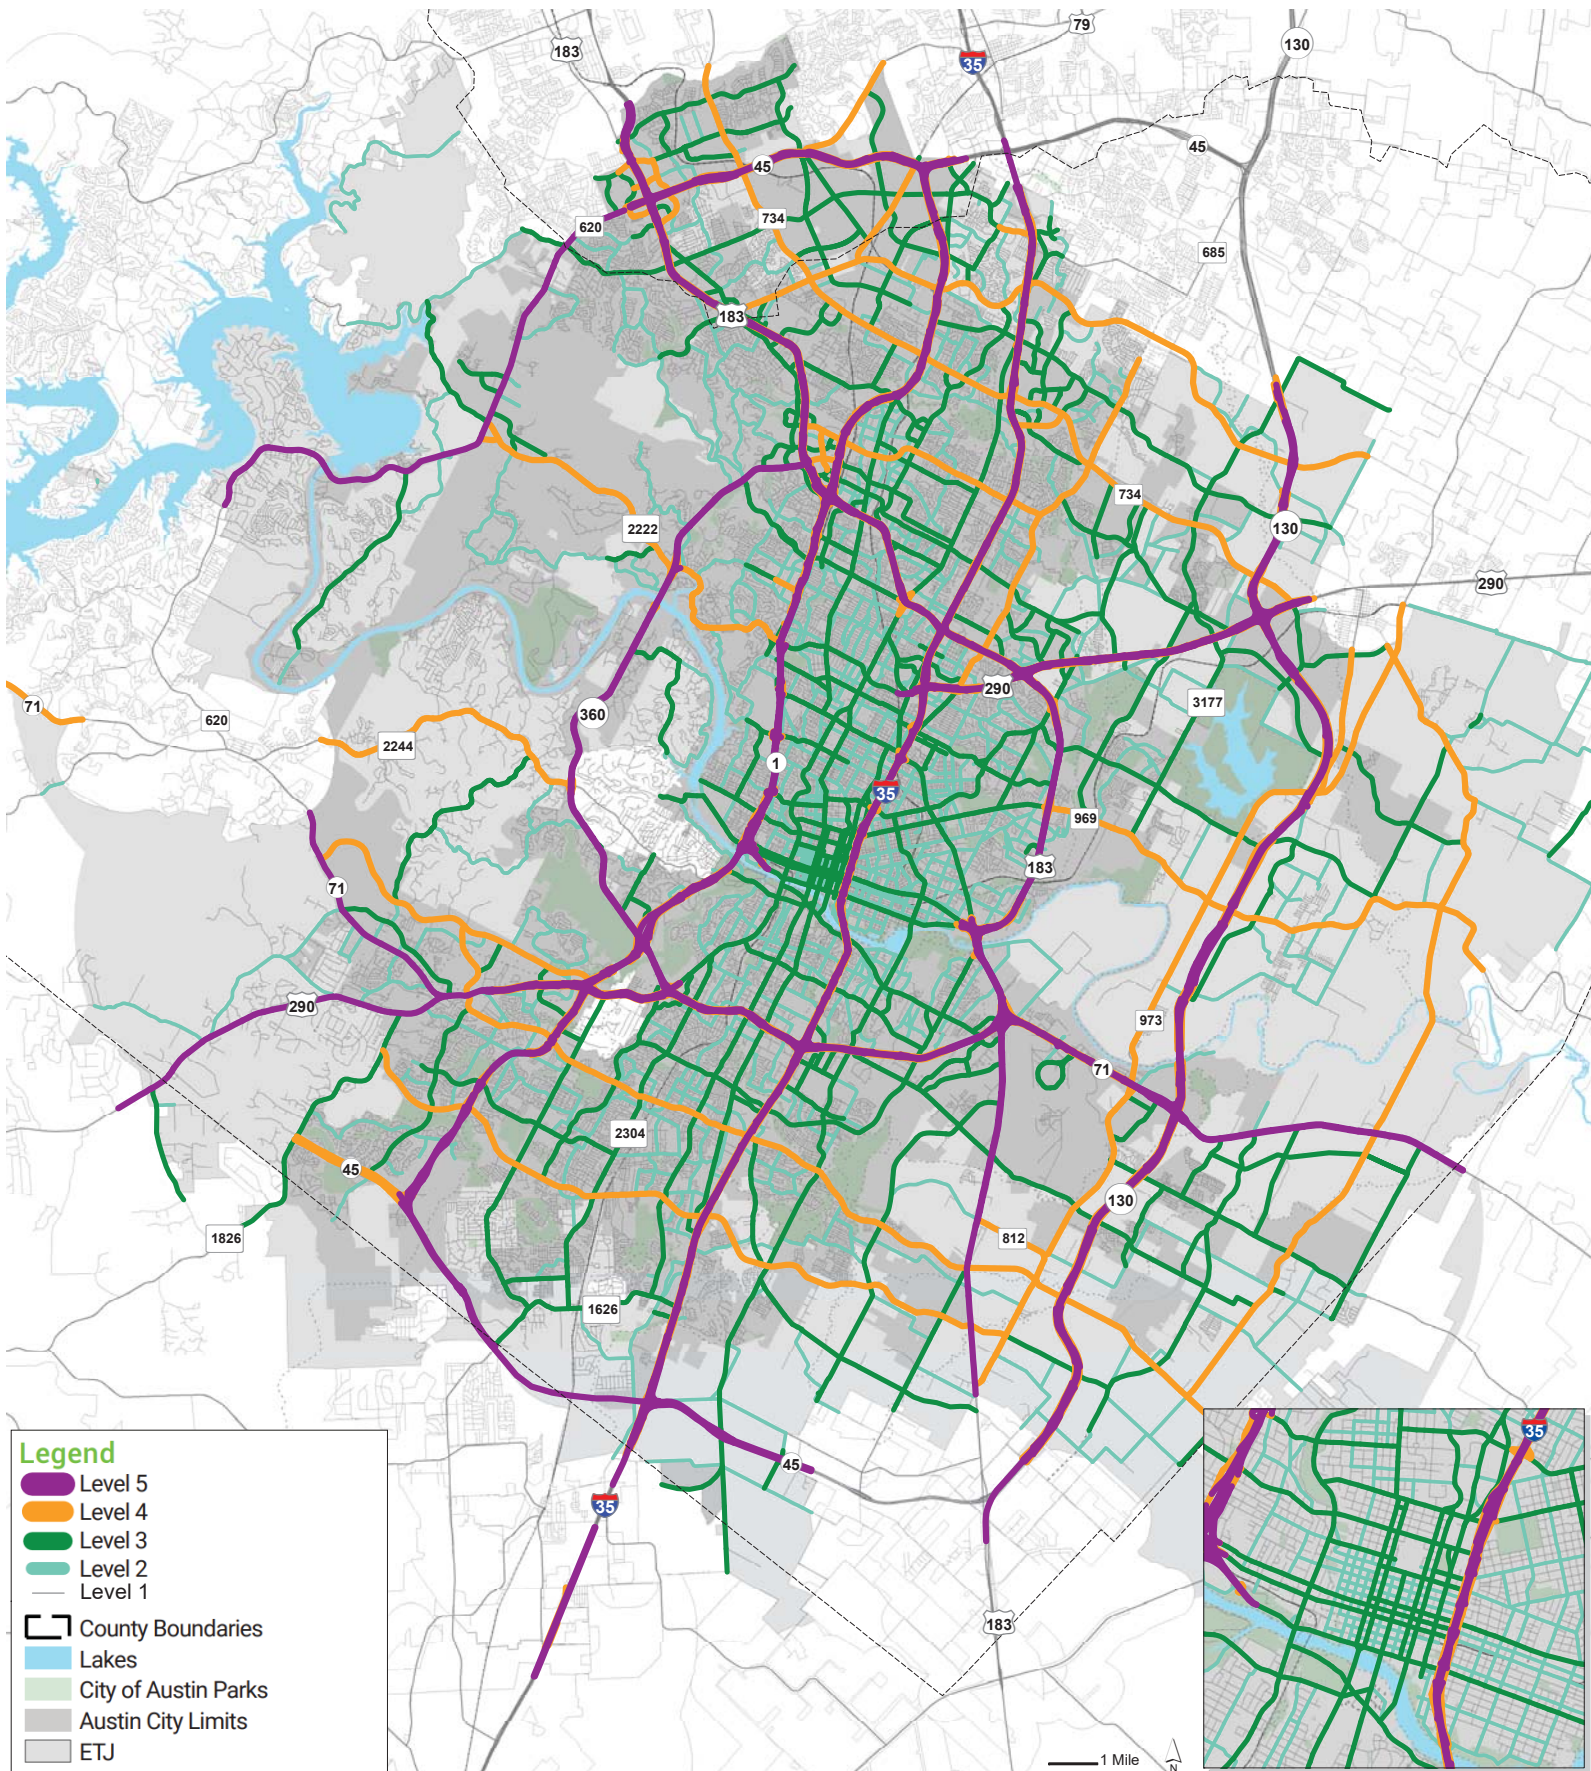 79
183
35
130
45
45
734
620
685
183
734
130
2222
290
290
3177
71
620
360
2244
1
35
969
183
71
290
973
71
2304
45
130
1826
812
1626
45
35
183
35
Legend
Level 5
Level 4
Level 3
Level 2
Level 1
County Boundaries
Lakes
City of Austin Parks
Austin City Limits
ETJ
1 Mile
N